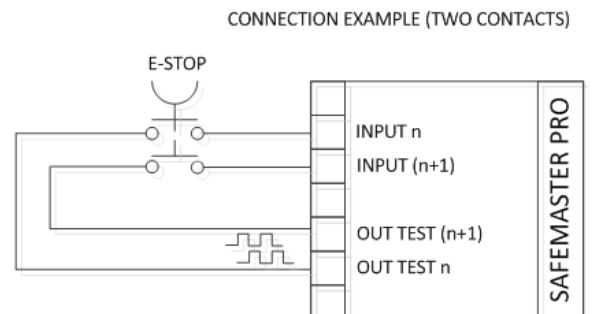 CONNECTION EXAMPLE (TWO CONTACTS)
E-STOP
INPUT n
INPUT (n+1)
OUT TEST (n+1)
OUT TEST n
SAFEMASTER PRO